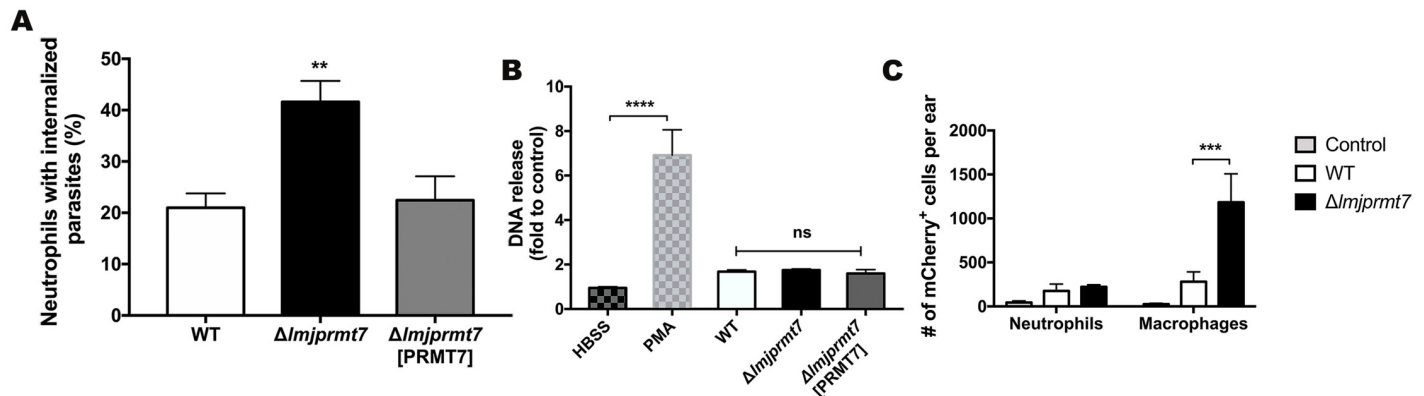 A
Neutrophils with internalized
parasites (%)
50
40
30
20
10
0
**
WT
Δlmjprmt7
Δlmjprmt7
[PRMT7]
B
DNA release
(fold to control)
10
8
6
4
2
0
****
ns
HBSS
PMA
WT
Δlmjprmt7
Δlmjprmt7
[PRMT7]
C
# of mCherry⁺ cells per ear
2000
1500
1000
500
0
***
Neutrophils
Macrophages
Control
WT
Δlmjprmt7